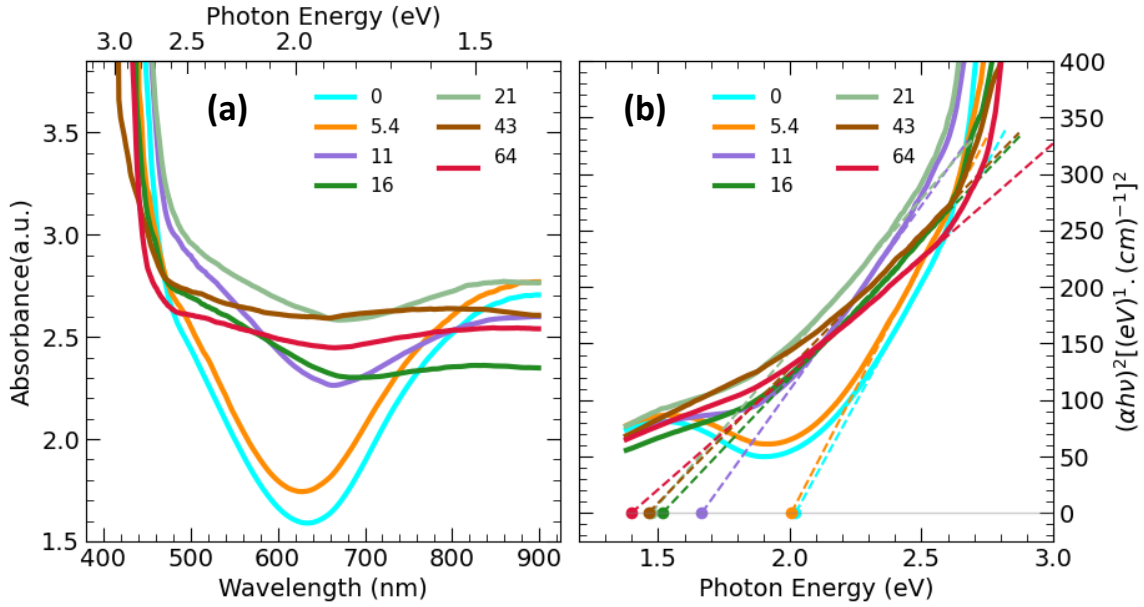 Photon Energy (eV)
3.0 2.5 2.0 1.5
(a)
0 21
5.4 43
11 64
16
3.5
3.0
2.5
2.0
1.5
Absorbance(a.u.)
400 500 600 700 800 900
Wavelength (nm)
(b)
0 21
5.4 43
11 64
16
400
350
300
250
200
150
100
50
0
(αhν)²[(eV)¹.(cm)⁻¹]²
1.5 2.0 2.5 3.0
Photon Energy (eV)